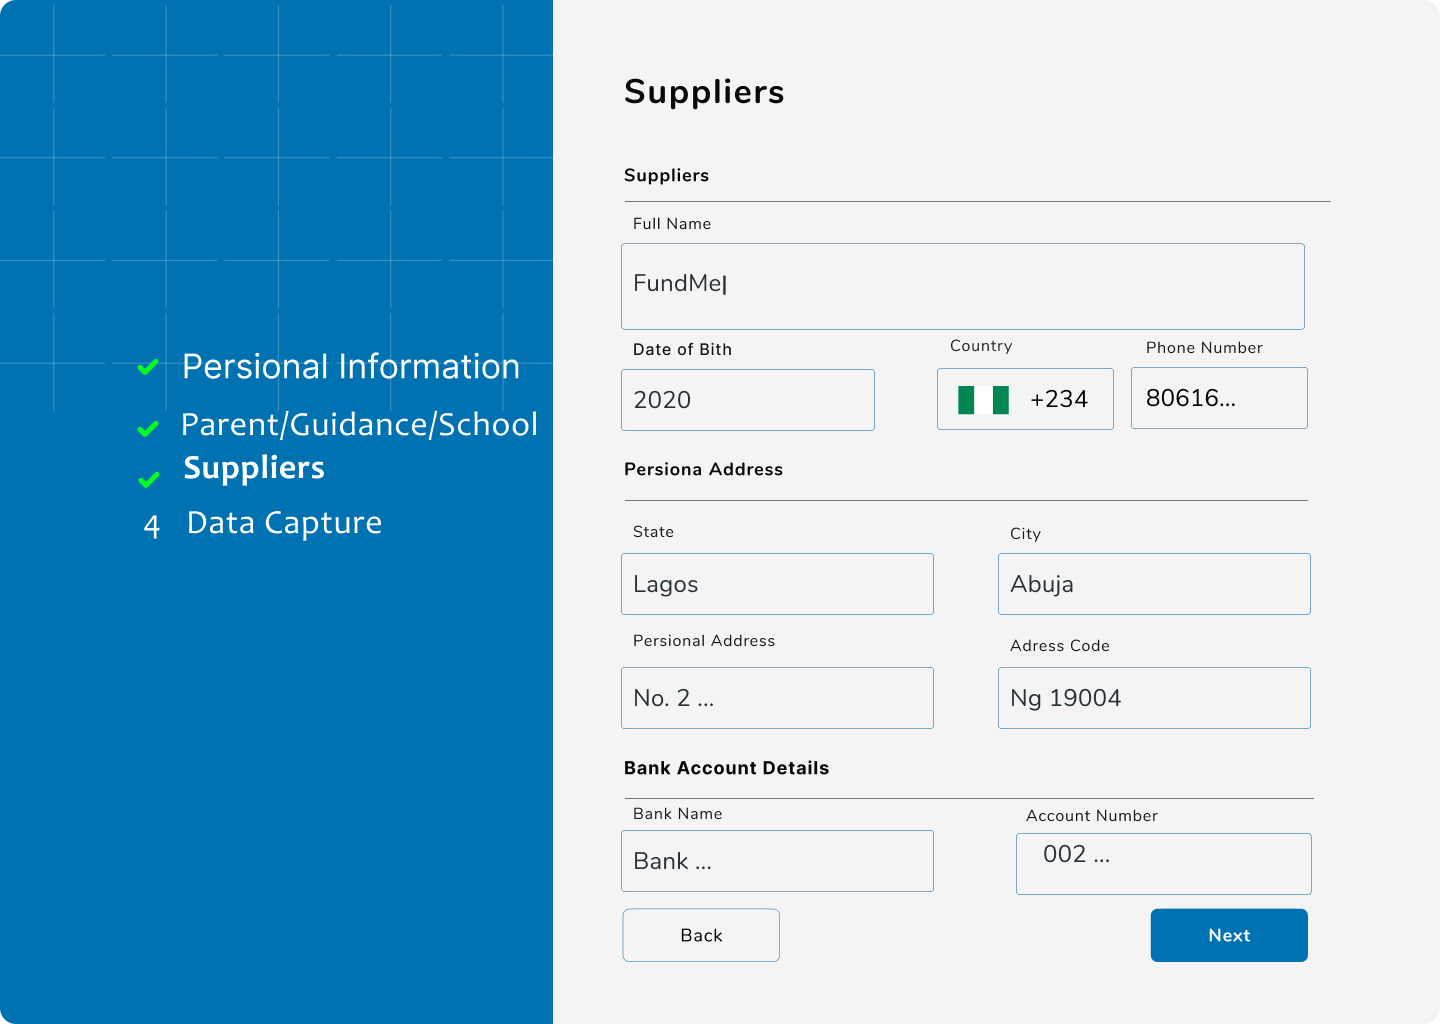 Persional Information
Parent/Guidance/School
Suppliers
4 Data Capture
Suppliers
Suppliers
Full Name
FundMe|
Date of Bith Country Phone Number
2020 +234 80616...
Persiona Address
State City
Lagos Abuja
Persional Address Adress Code
No. 2 ... Ng 19004
Bank Account Details
Bank Name Account Number
Bank ... 002 ...
Back Next